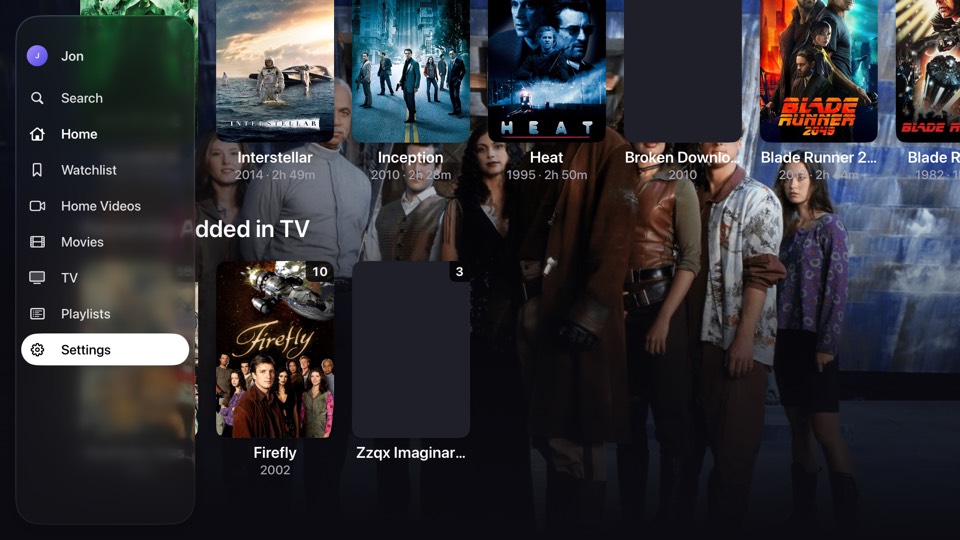 J
Jon
Search
Home
Watchlist
Home Videos
Movies
TV
Playlists
Settings
INTERSTELLAR
HEAT
BLADE RUNNER 2049
Interstellar
2014 · 2h 49m
Inception
2010 · 2h 28m
Heat
1995 · 2h 50m
Broken Downlo...
2010
Blade Runner 2...
Blade R
1982 · 1
dded in TV
10
3
Firefly
Firefly
2002
Zzqx Imaginar...